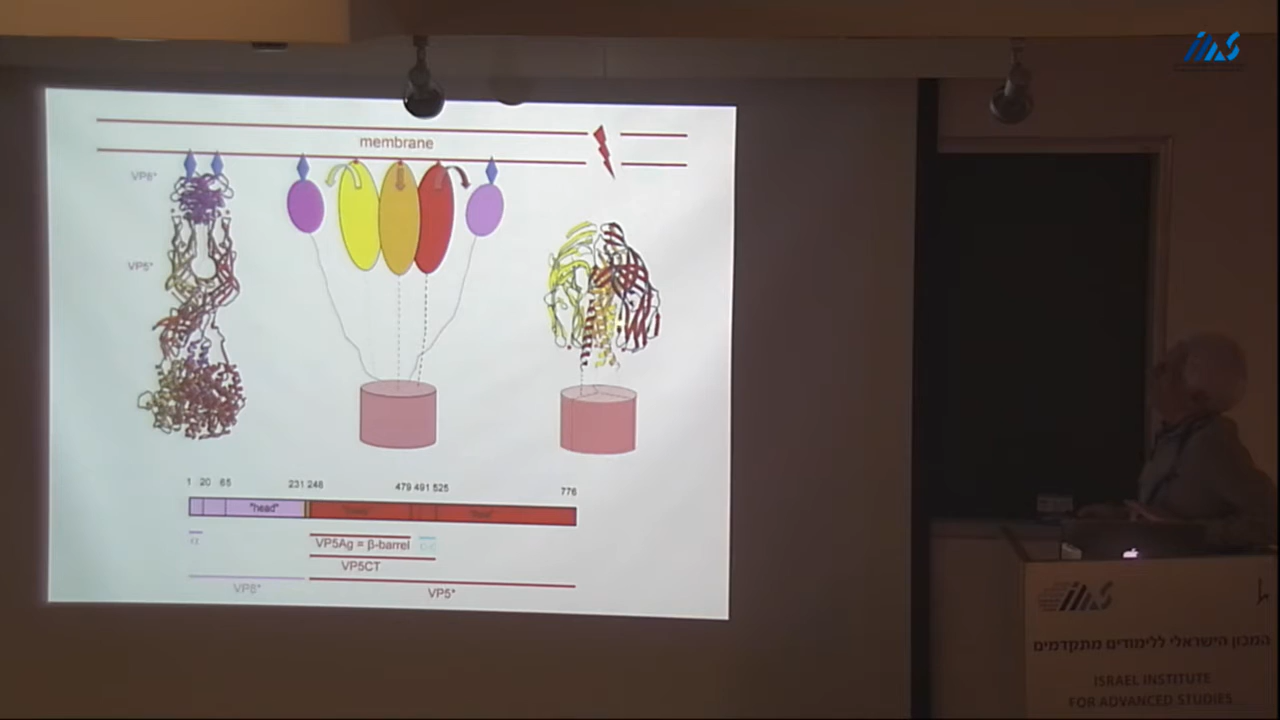 membrane
VP8*
VP5*
1 20 65 231 248 479 491 525 776
"head"
VP5Ag = β-barrel
VP5CT
VP8*
VP5*
המכון הישראלי ללימודים מתקדמים
ISRAEL INSTITUTE
FOR ADVANCED STUDIES